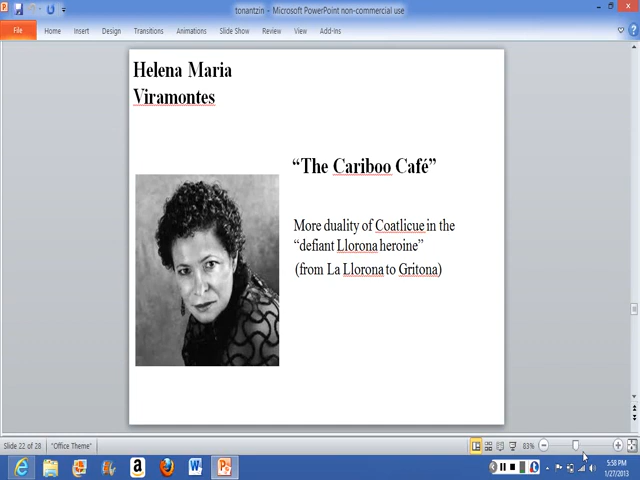 tonantzin – Microsoft PowerPoint non-commercial use
File Home Insert Design Transitions Animations Slide Show Review View Add-Ins
Helena Maria
Viramontes
“The Cariboo Café”
More duality of Coatlicue in the
“defiant Llorona heroine”
(from La Llorona to Gritona)
Slide 22 of 28 "Office Theme" 83%
5:58 PM
1/27/2013